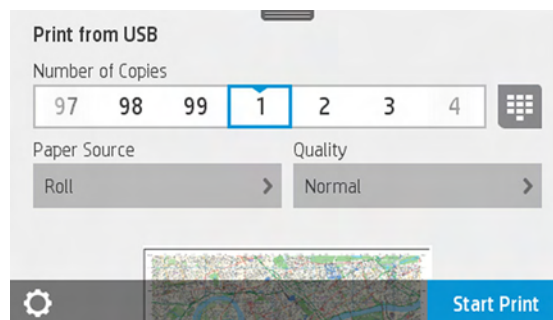 Print from USB
Number of Copies
97 98 99 1 2 3 4
Paper Source Quality
Roll Normal
Start Print